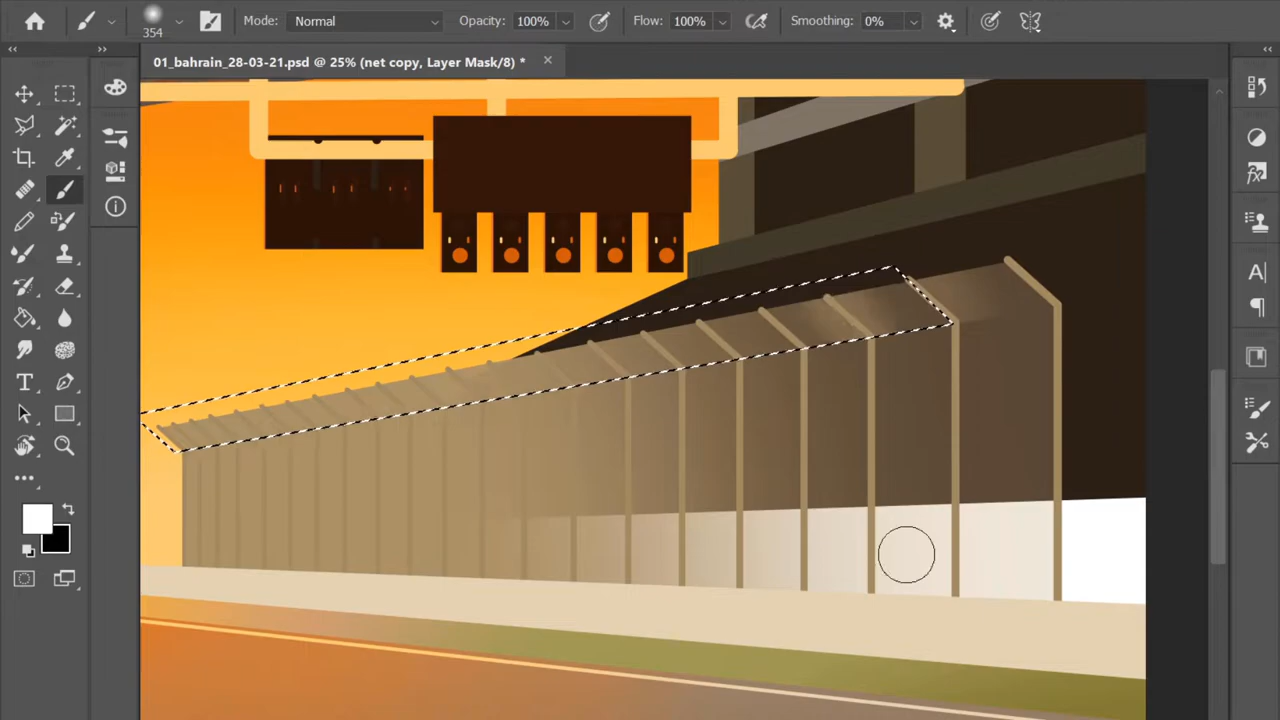 354
Mode: Normal Opacity: 100% Flow: 100% Smoothing: 0%
01_bahrain_28-03-21.psd @ 25% (net copy, Layer Mask/8) *